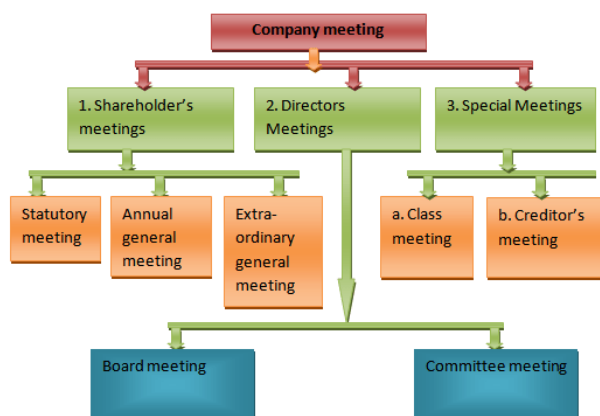 Company meeting
1. Shareholder's
meetings
2. Directors
Meetings
3. Special Meetings
Statutory
meeting
Annual
general
meeting
Extra-
ordinary
general
meeting
a. Class
meeting
b. Creditor's
meeting
Board meeting
Committee meeting